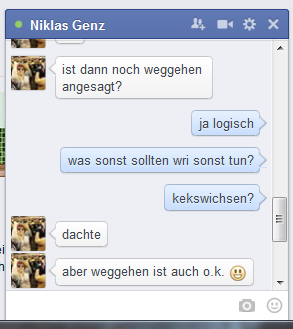 Niklas Genz
ist dann noch weggehen
angesagt?
ja logisch
was sonst sollten wri sonst tun?
kekswichsen?
dachte
aber weggehen ist auch o.k.